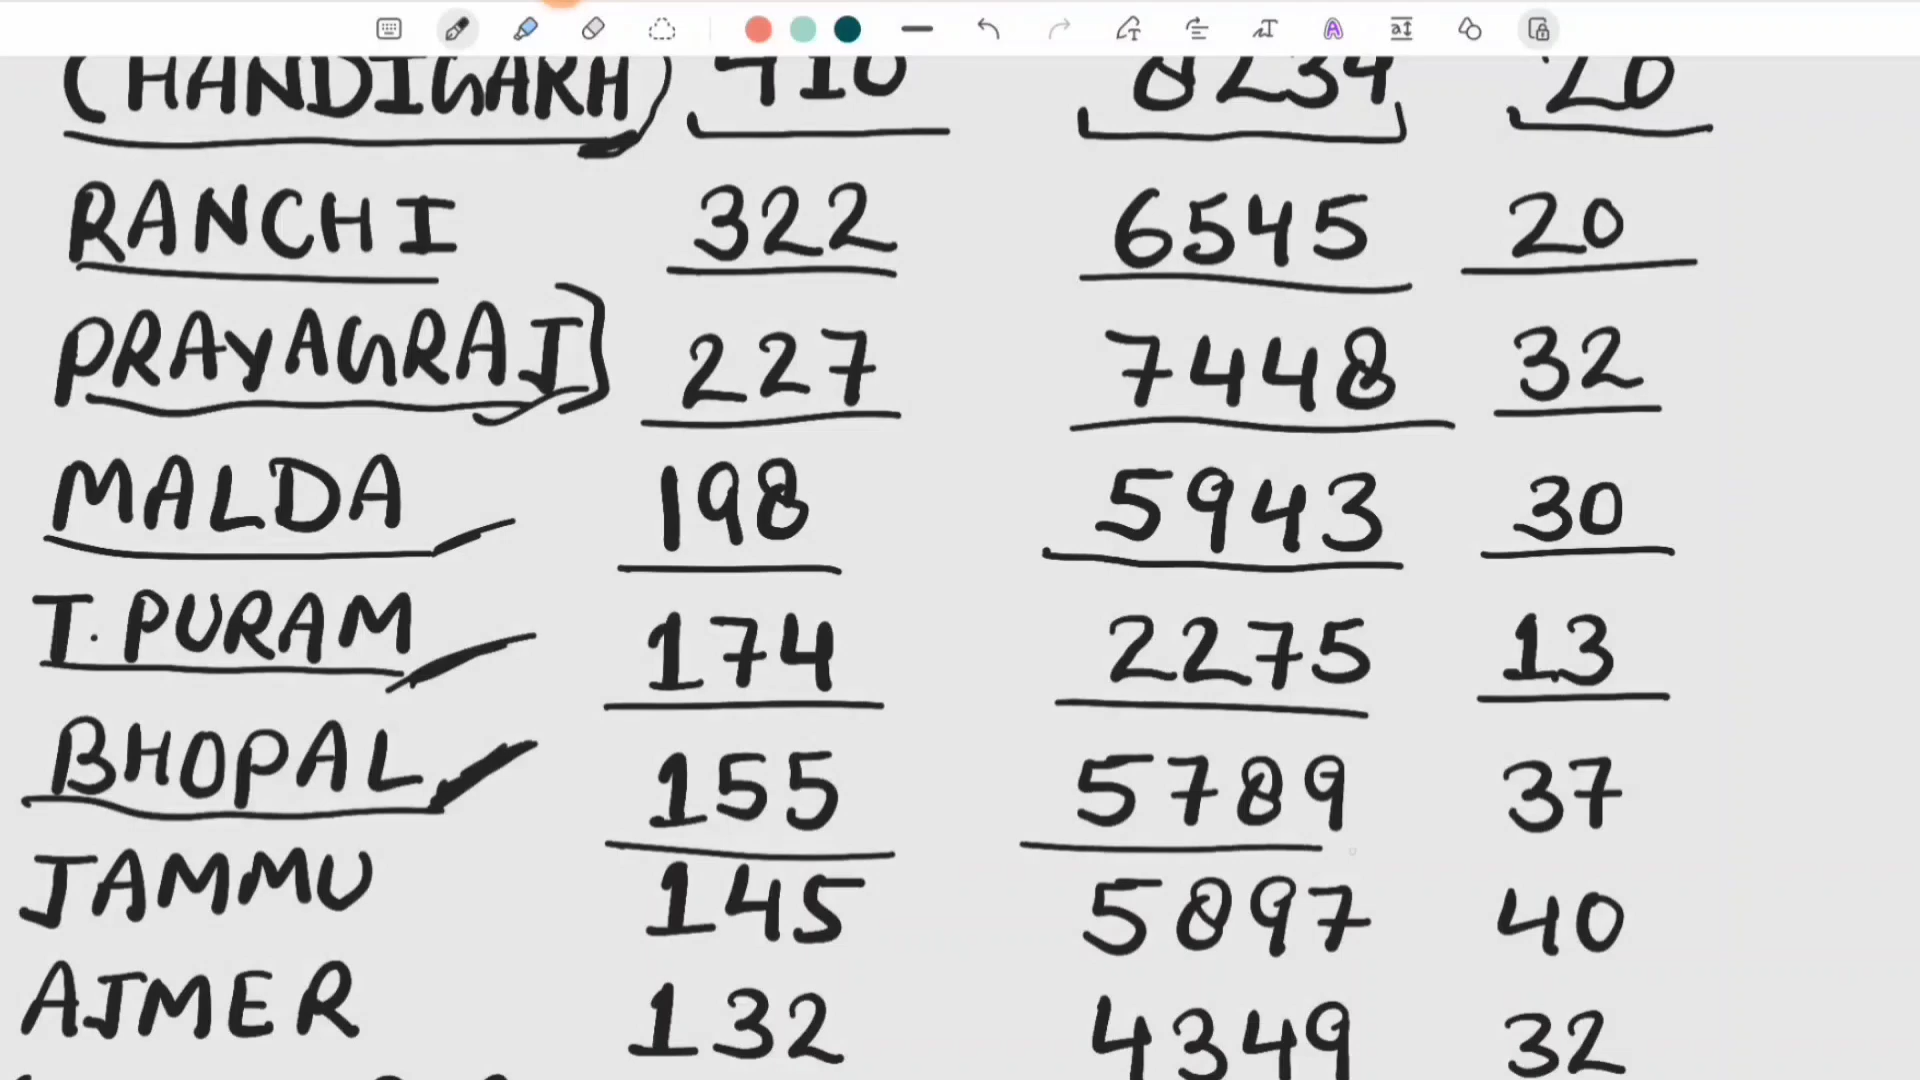 CHANDIGARH 410 8234 20
RANCHI 322 6545 20
PRAYAGRAJ 227 7448 32
MALDA 198 5943 30
T. PURAM 174 2275 13
BHOPAL 155 5789 37
JAMMU 145 5897 40
AJMER 132 4349 32